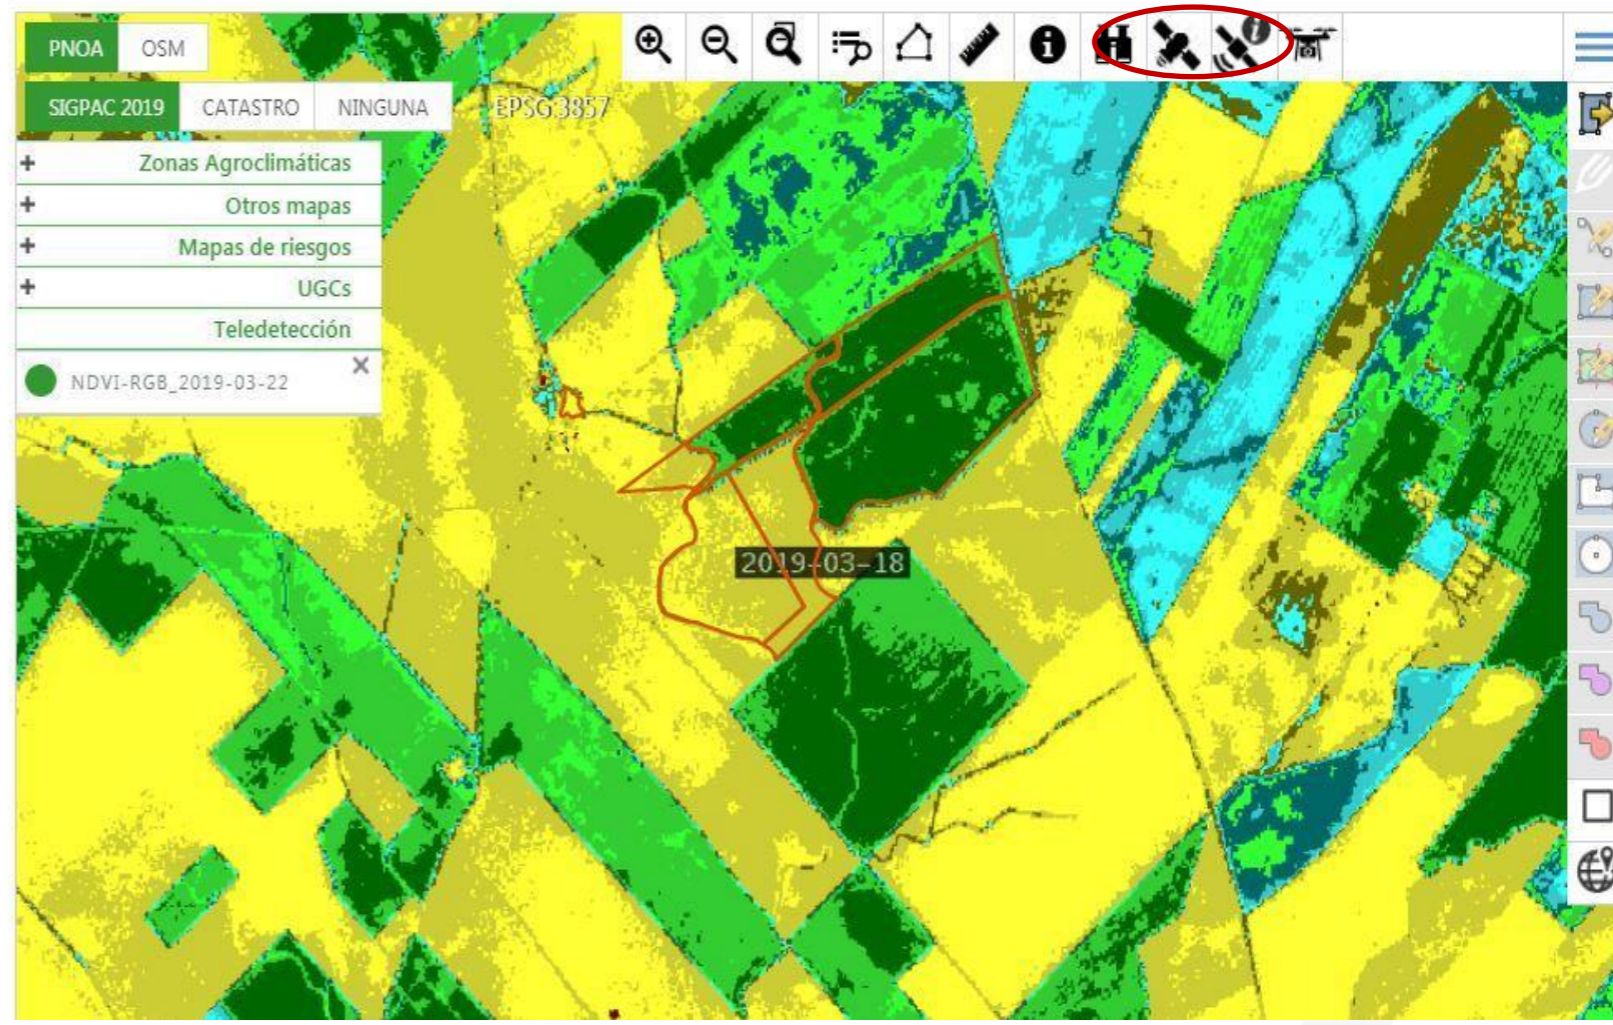 PNOA OSM
SIGPAC 2019 CATASTRO NINGUNA EPSG:3857
+ Zonas Agroclimáticas
+ Otros mapas
+ Mapas de riesgos
+ UGCs
Teledetección
NDVI-RGB_2019-03-22
2019-03-18